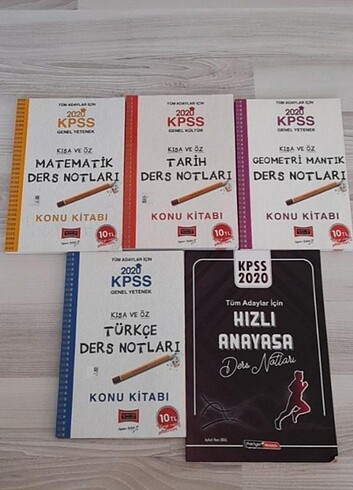 TÜM ADAYLAR İÇİN
2020
KPSS
GENEL YETENEK
KISA VE ÖZ
MATEMATİK
DERS NOTLARI
KONU KİTABI
10 TL
TÜM ADAYLAR İÇİN
2020
KPSS
GENEL KÜLTÜR
KISA VE ÖZ
TARİH
DERS NOTLARI
KONU KİTABI
10 TL
TÜM ADAYLAR İÇİN
2020
KPSS
GENEL YETENEK
KISA VE ÖZ
GEOMETRİ MANTIK
DERS NOTLARI
KONU KİTABI
10 TL
TÜM ADAYLAR İÇİN
2020
KPSS
GENEL YETENEK
KISA VE ÖZ
TÜRKÇE
DERS NOTLARI
KONU KİTABI
10 TL
KPSS
2020
Tüm Adaylar İçin
HIZLI
ANAYASA
Ders Notları